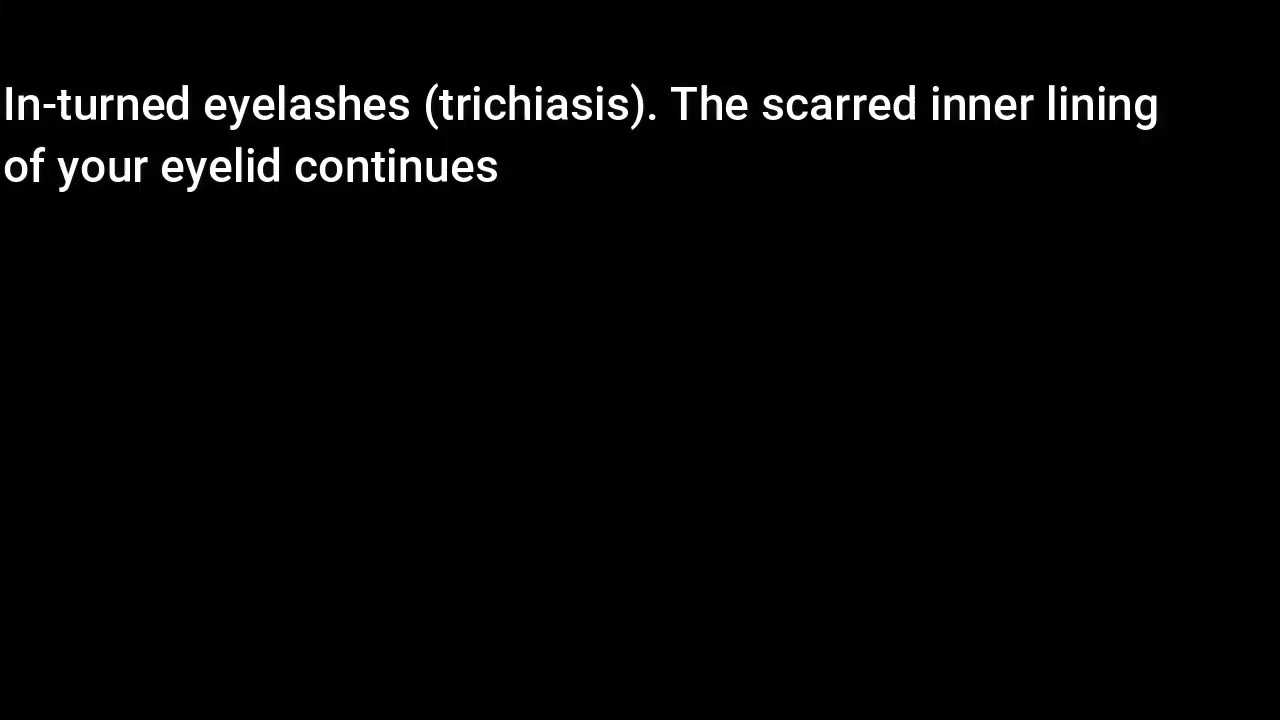 In-turned eyelashes (trichiasis). The scarred inner lining
of your eyelid continues